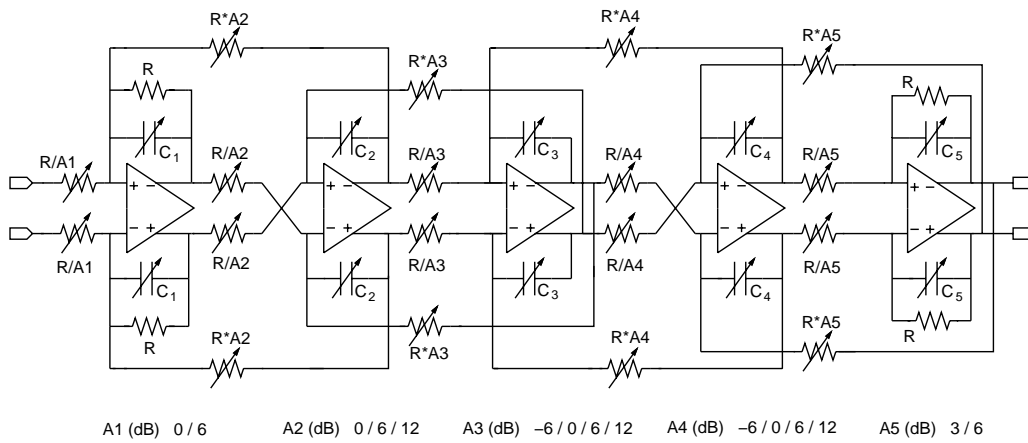 R*A2
R*A4
R*A5
R
R*A3
R
C1
C2
C3
C4
C5
R/A1
R/A2
R/A3
R/A4
R/A5
+ −
+ −
+ −
+ −
+ −
− +
− +
− +
− +
− +
R/A1
R/A2
R/A3
R/A4
R/A5
C1
C2
C3
C4
C5
R
R*A2
R*A3
R*A4
R*A5
R
A1 (dB) 0 / 6
A2 (dB) 0 / 6 / 12
A3 (dB) −6 / 0 / 6 / 12
A4 (dB) −6 / 0 / 6 / 12
A5 (dB) 3 / 6